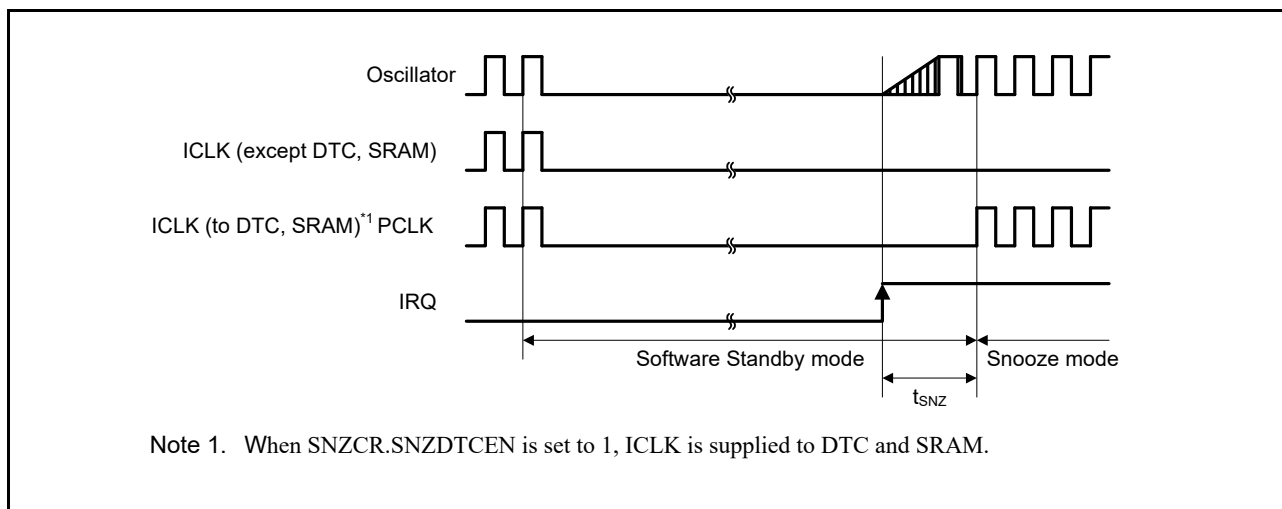 Oscillator
ICLK (except DTC, SRAM)
ICLK (to DTC, SRAM)*1 PCLK
IRQ
Software Standby mode
Snooze mode
tSNZ
Note 1. When SNZCR.SNZDTCEN is set to 1, ICLK is supplied to DTC and SRAM.